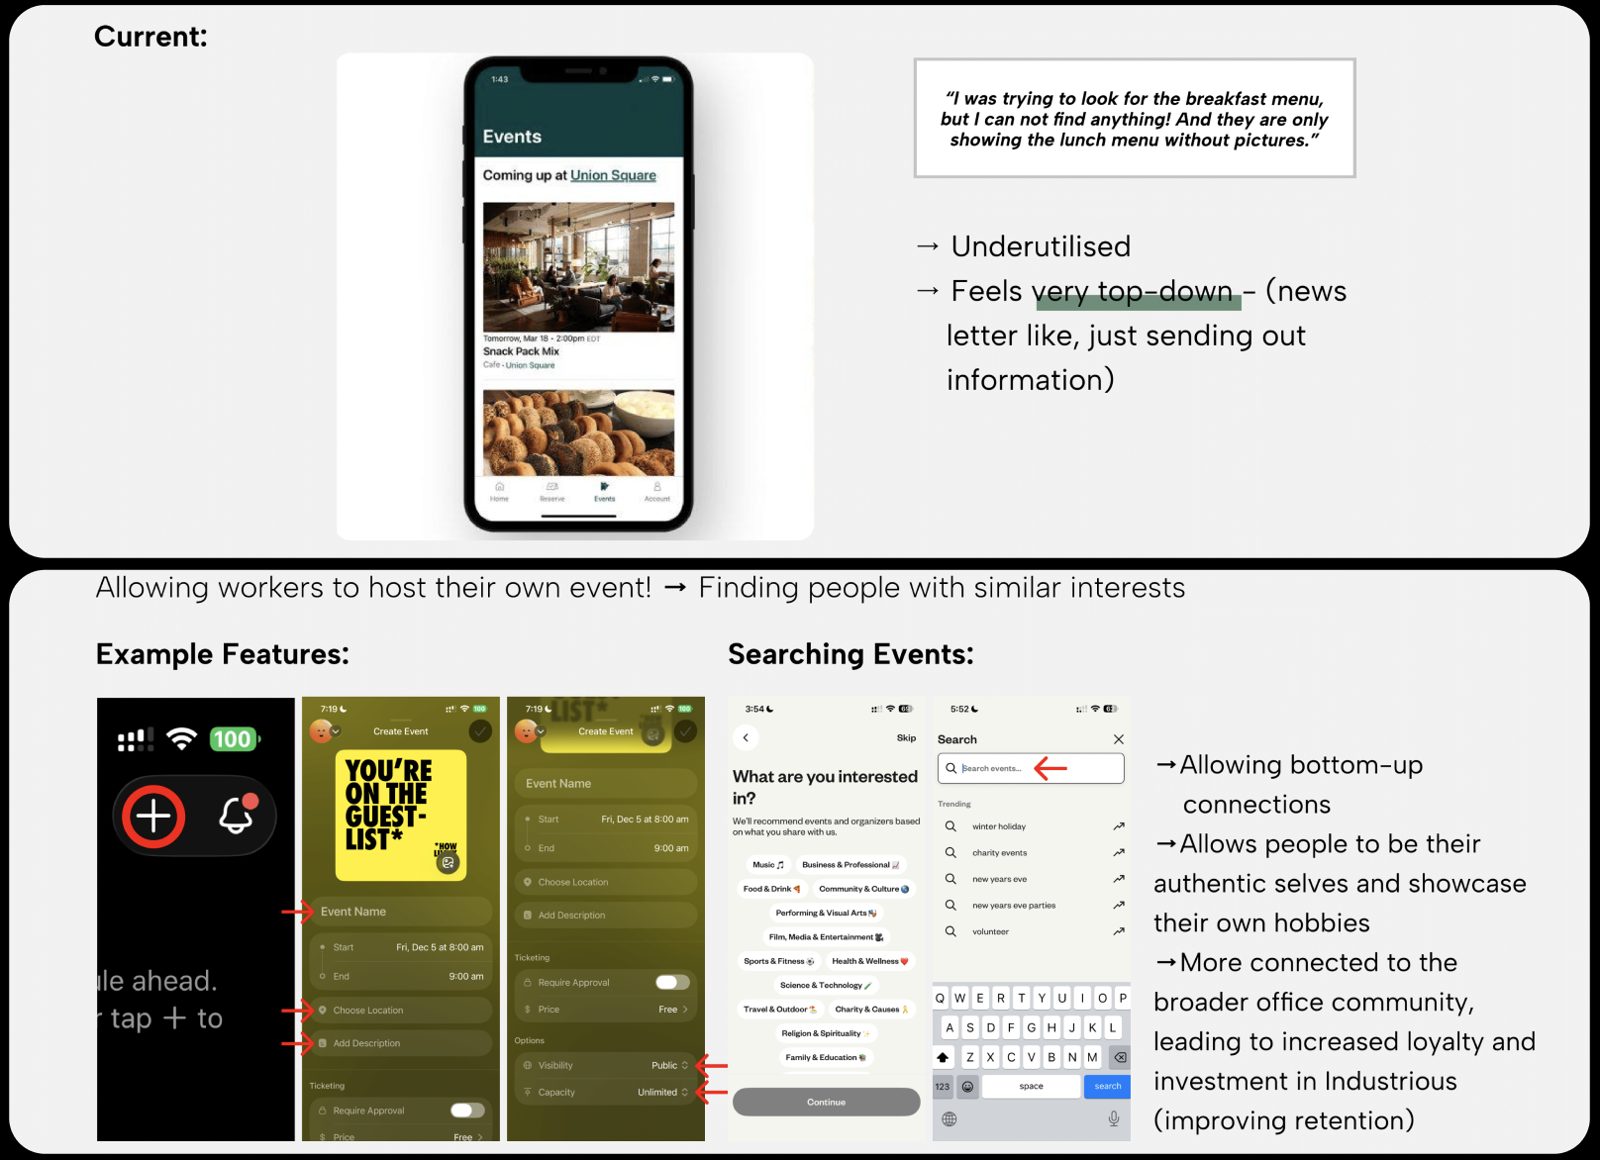 Current:
1:43
Events
Coming up at Union Square
Tomorrow, Mar 18 • 2:00pm EDT
Snack Pack Mix
Cafe • Union Square
Home
Reserve
Events
Account
“I was trying to look for the breakfast menu,
but I can not find anything! And they are only
showing the lunch menu without pictures.”
→ Underutilised
→ Feels very top-down - (news
letter like, just sending out
information)
Allowing workers to host their own event! → Finding people with similar interests
Example Features:
100
ule ahead.
r tap + to
7:19
100
Create Event
YOU'RE
ON THE
GUEST-
LIST*
*HOW
Event Name
Start Fri, Dec 5 at 8:00 am
End 9:00 am
Choose Location
Add Description
Ticketing
Require Approval
$ Price Free >
7:19
100
LIST*
Create Event
Event Name
Start Fri, Dec 5 at 8:00 am
End 9:00 am
Choose Location
Add Description
Ticketing
Require Approval
$ Price Free >
Options
Visibility Public
Capacity Unlimited
Searching Events:
3:54
Skip
What are you interested
in?
We'll recommend events and organizers based
on what you share with us.
Music 🎵 Business & Professional 📈
Food & Drink 🍕 Community & Culture 🌎
Performing & Visual Arts 🎭
Film, Media & Entertainment 🎥
Sports & Fitness ⚽ Health & Wellness ❤️
Science & Technology 🧪
Travel & Outdoor 🏝️ Charity & Causes 🎗️
Religion & Spirituality ✨
Family & Education 📚
Continue
5:52
Search
Search events...
Trending
winter holiday
charity events
new years eve
new years eve parties
volunteer
Q W E R T Y U I O P
A S D F G H J K L
Z X C V B N M
123 space search
→Allowing bottom-up
connections
→Allows people to be their
authentic selves and showcase
their own hobbies
→More connected to the
broader office community,
leading to increased loyalty and
investment in Industrious
(improving retention)